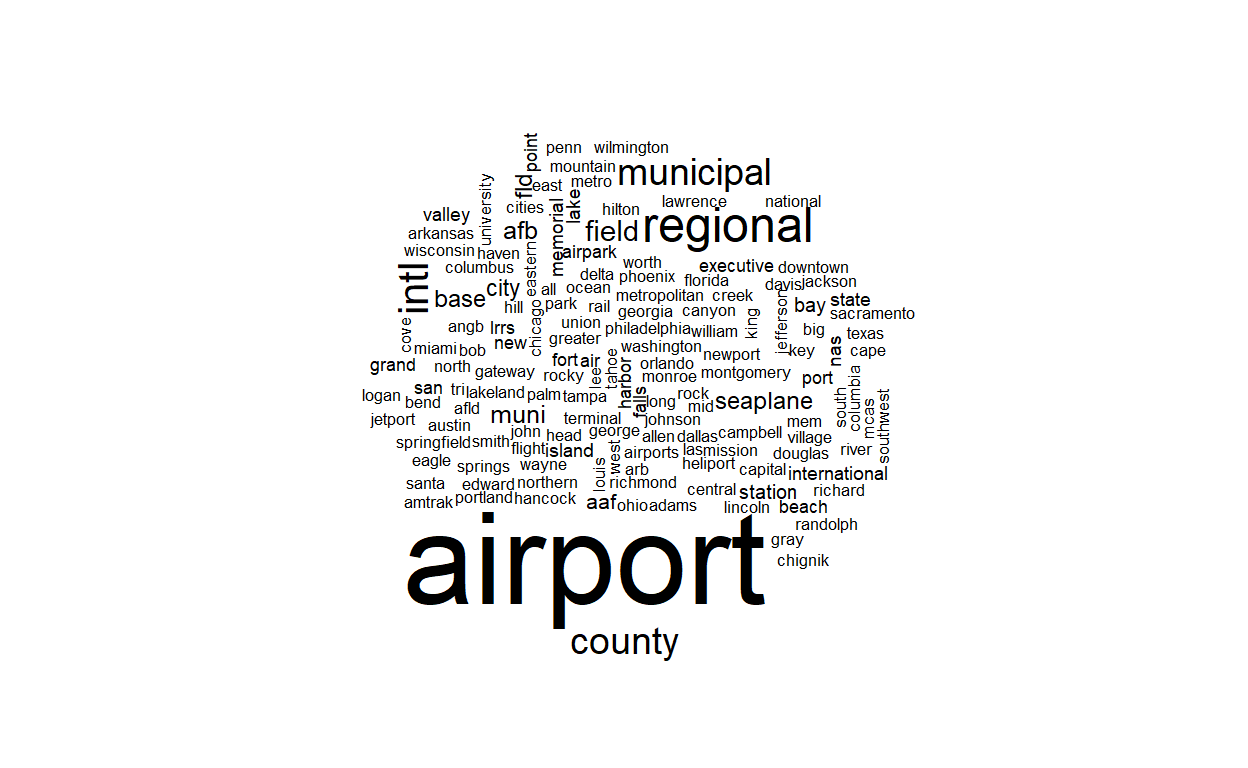 point
penn
wilmington
mountain
municipal
fld
east
metro
university
lake
lawrence
national
cities
hilton
valley
memorial
regional
arkansas
afb
field
wisconsin
haven
airpark
columbus
eastern
worth
executive
downtown
intl
delta
phoenix
florida
davis
jackson
base
city
all
ocean
metropolitan
creek
jefferson
bay
state
hill
park
rail
georgia
canyon
king
sacramento
cove
angb
lrrs
chicago
union
philadelphia
william
big
texas
new
greater
miami
bob
washington
newport
key
nas
cape
grand
north
gateway
fort
air
rocky
lee
tahoe
harbor
orlando
monroe
montgomery
port
logan
san
tri
lakeland
palm
tampa
falls
long
rock
mid
seaplane
south
columbia
mcas
southwest
bend
afld
jetport
austin
muni
terminal
johnson
mem
springfield
smith
john
head
george
allen
dallas
campbell
village
flight
island
west
airports
las
mission
douglas
river
eagle
springs
wayne
louis
arb
heliport
capital
international
santa
edward
northern
richmond
central
station
richard
amtrak
portland
hancock
aaf
ohio
adams
lincoln
beach
randolph
airport
gray
chignik
county